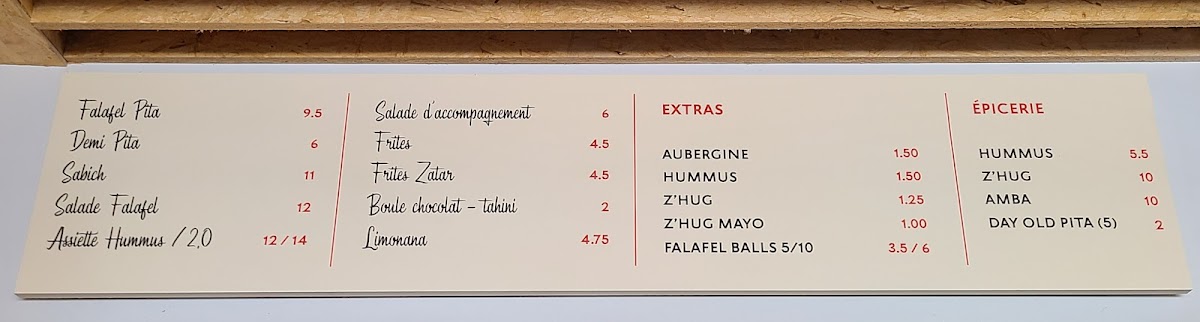 Falafel Pita 9.5
Demi Pita 6
Sabich 11
Salade Falafel 12
Assiette Hummus / 2,0 12 / 14
Salade d'accompagnement 6
Frites 4.5
Frites Zatar 4.5
Boule chocolat – tahini 2
Limonana 4.75
EXTRAS
AUBERGINE 1.50
HUMMUS 1.50
Z'HUG 1.25
Z'HUG MAYO 1.00
FALAFEL BALLS 5/10 3.5 / 6
ÉPICERIE
HUMMUS 5.5
Z'HUG 10
AMBA 10
DAY OLD PITA (5) 2